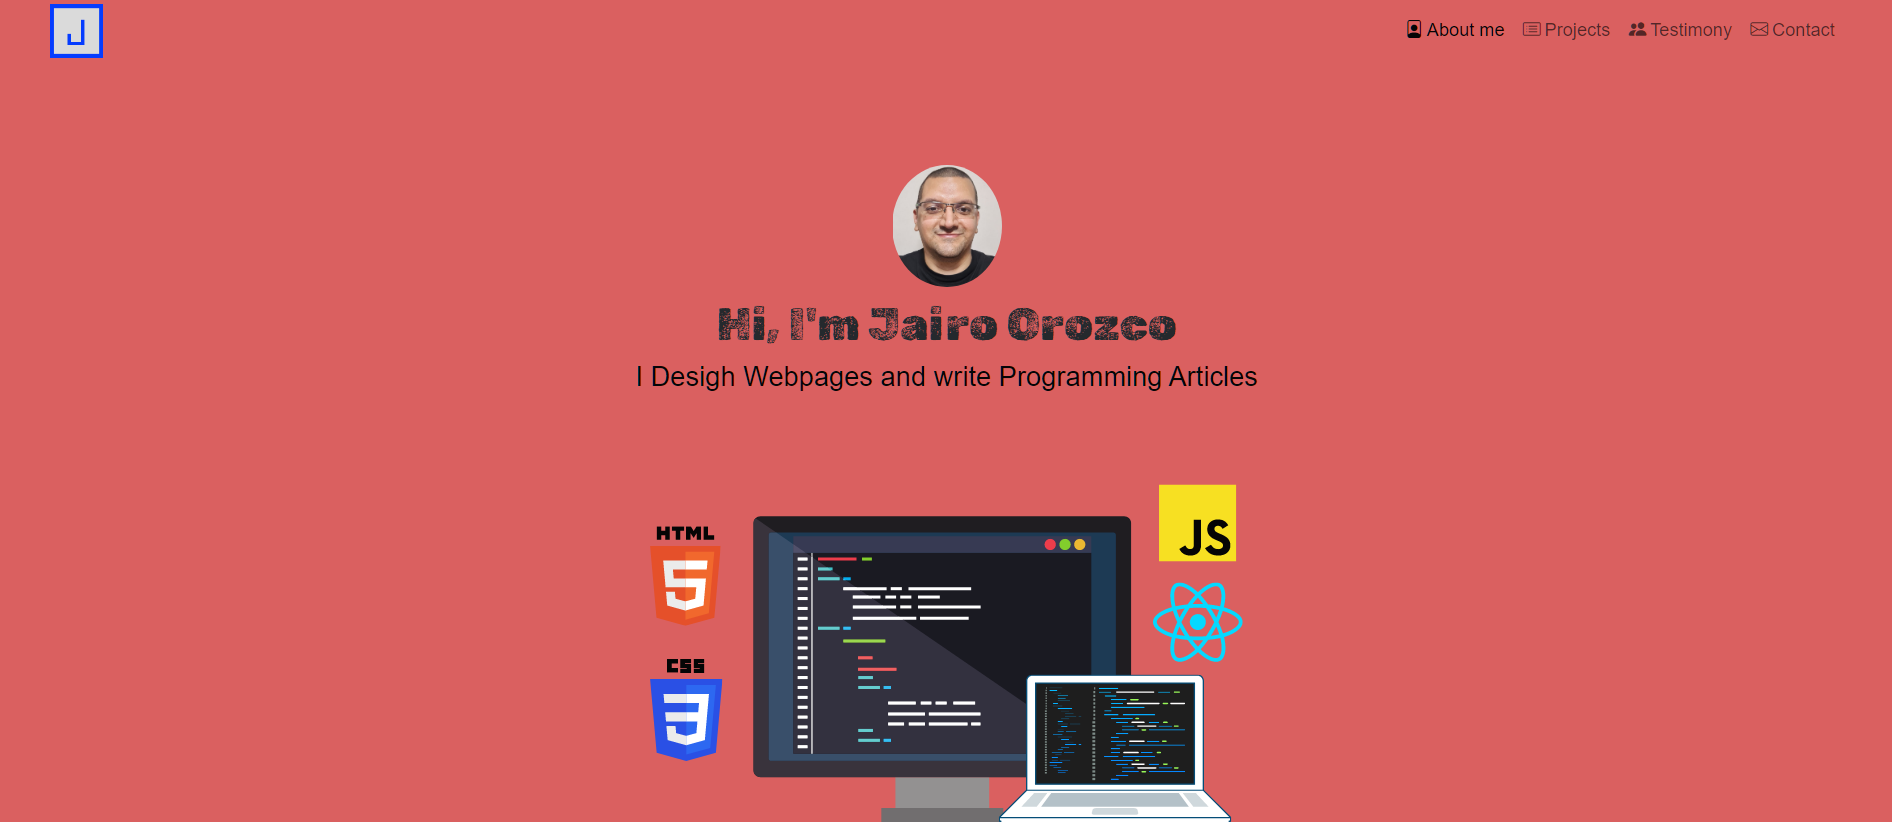 J
About me Projects Testimony Contact
Hi, I'm Jairo Orozco
I Desigh Webpages and write Programming Articles
JS
HTML
5
CSS
3